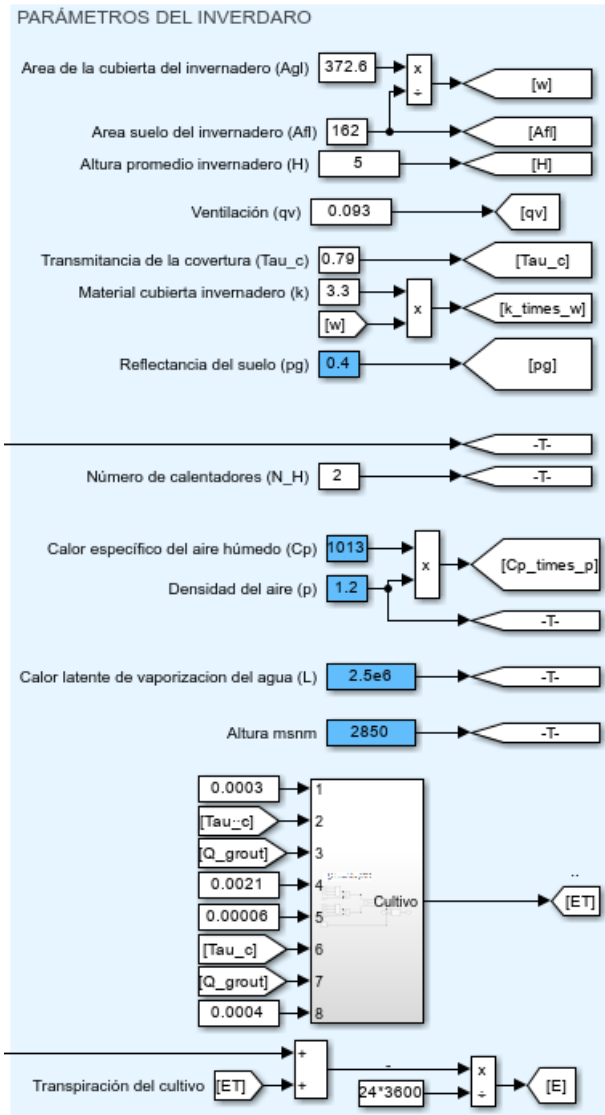 PARÁMETROS DEL INVERDARO
Area de la cubierta del invernadero (Agl) 372.6 x ÷ [w]
Area suelo del invernadero (Afl) 162 [Afl]
Altura promedio invernadero (H) 5 [H]
Ventilación (qv) 0.093 [qv]
Transmitancia de la covertura (Tau_c) 0.79 [Tau_c]
Material cubierta invernadero (k) 3.3 x [k_times_w]
[w]
Reflectancia del suelo (pg) 0.4 [pg]
-T-
Número de calentadores (N_H) 2 -T-
Calor específico del aire húmedo (Cp) 1013 x [Cp_times_p]
Densidad del aire (p) 1.2 -T-
Calor latente de vaporizacion del agua (L) 2.5e6 -T-
Altura msnm 2850 -T-
0.0003 1
[Tau_c] 2
[Q_grout] 3
0.0021 4
Cultivo [ET]
0.00006 5
[Tau_c] 6
[Q_grout] 7
0.0004 8
+
Transpiración del cultivo [ET] + x
24*3600 ÷ [E]